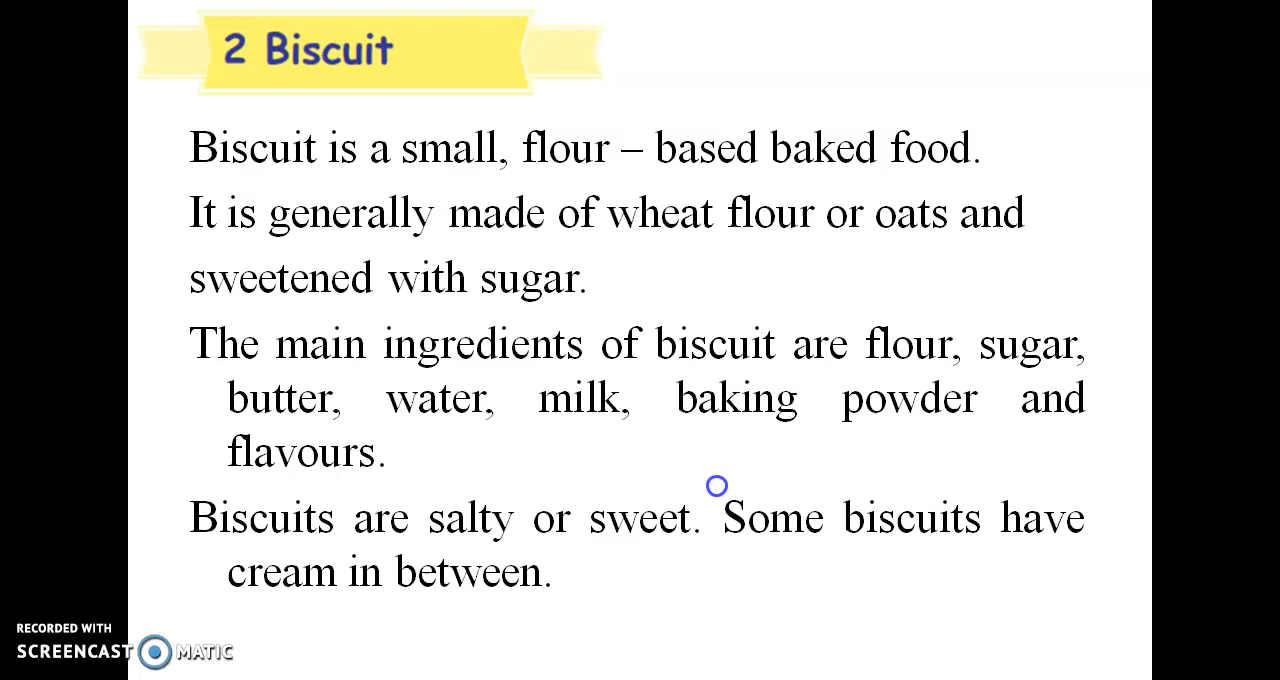 2 Biscuit
Biscuit is a small, flour – based baked food.
It is generally made of wheat flour or oats and
sweetened with sugar.
The main ingredients of biscuit are flour, sugar,
butter, water, milk, baking powder and
flavours.
Biscuits are salty or sweet. Some biscuits have
cream in between.
RECORDED WITH
SCREENCAST MATIC